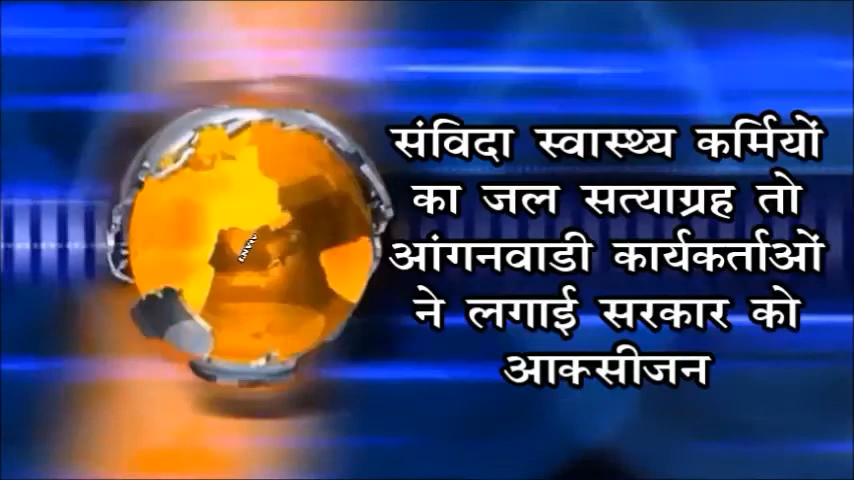 संविदा स्वास्थ्य कर्मियों
का जल सत्याग्रह तो
आंगनवाडी कार्यकर्ताओं
ने लगाई सरकार को
आक्सीजन